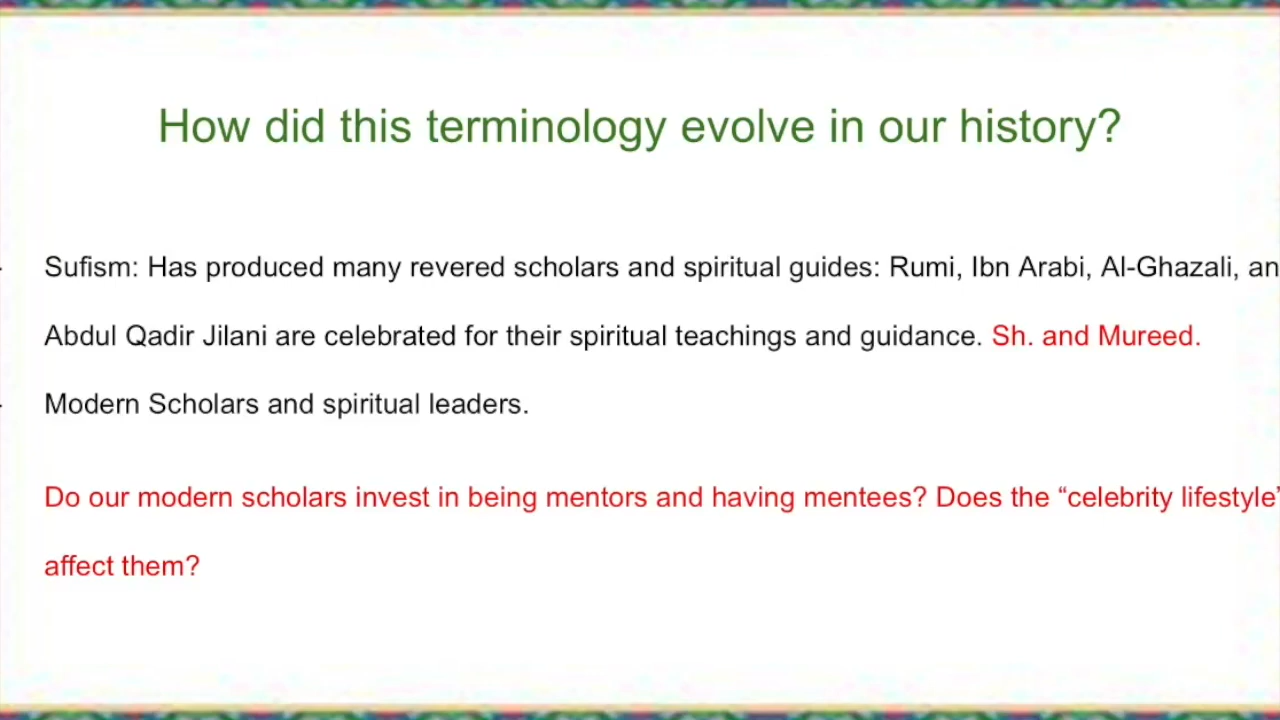 How did this terminology evolve in our history?
- Sufism: Has produced many revered scholars and spiritual guides: Rumi, Ibn Arabi, Al-Ghazali, an
Abdul Qadir Jilani are celebrated for their spiritual teachings and guidance. Sh. and Mureed.
- Modern Scholars and spiritual leaders.
Do our modern scholars invest in being mentors and having mentees? Does the “celebrity lifestyle”
affect them?